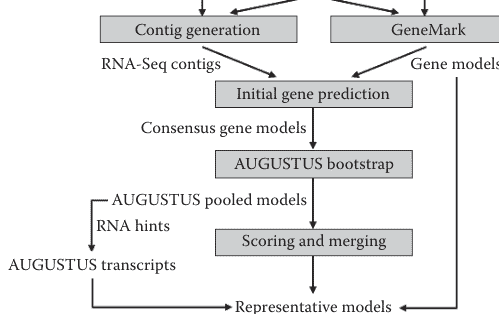 Contig generation
GeneMark
RNA-Seq contigs
Gene models
Initial gene prediction
Consensus gene models
AUGUSTUS bootstrap
AUGUSTUS pooled models
RNA hints
Scoring and merging
AUGUSTUS transcripts
Representative models